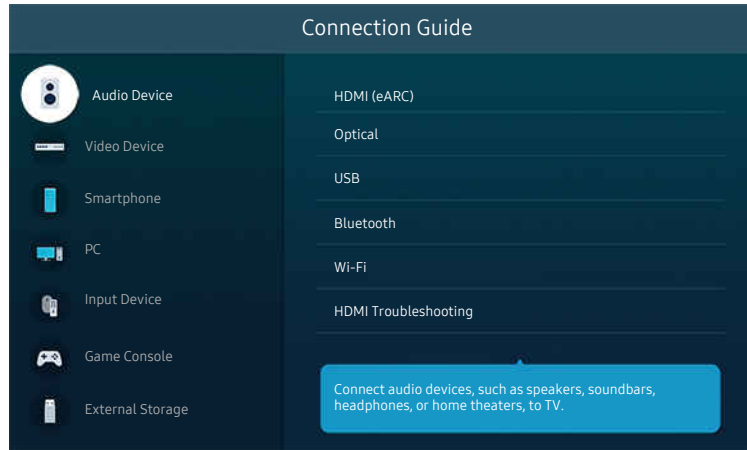 Connection Guide
Audio Device
Video Device
Smartphone
PC
Input Device
Game Console
External Storage
HDMI (eARC)
Optical
USB
Bluetooth
Wi-Fi
HDMI Troubleshooting
Connect audio devices, such as speakers, soundbars,
headphones, or home theaters, to TV.